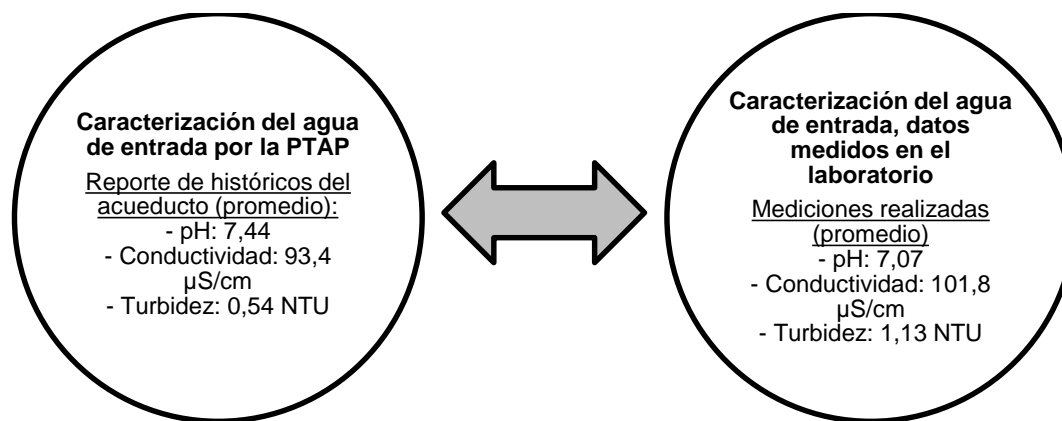 Caracterización del agua
de entrada por la PTAP
Reporte de históricos del
acueducto (promedio):
- pH: 7,44
- Conductividad: 93,4
µS/cm
- Turbidez: 0,54 NTU
Caracterización del agua
de entrada, datos
medidos en el
laboratorio
Mediciones realizadas
(promedio)
- pH: 7,07
- Conductividad: 101,8
µS/cm
- Turbidez: 1,13 NTU